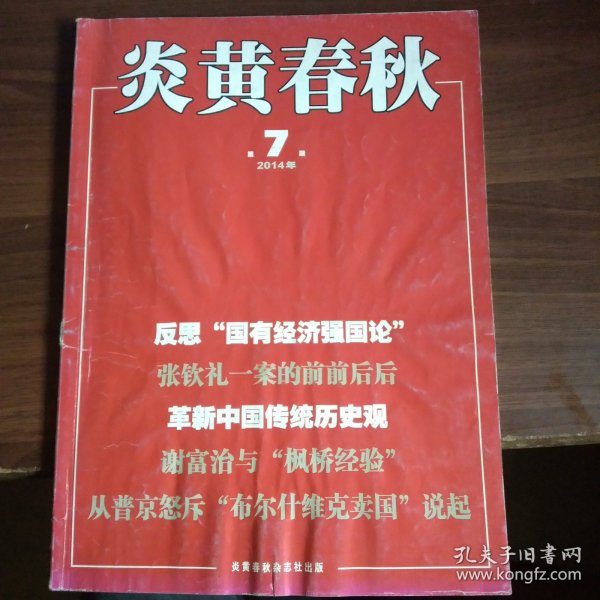 炎黄春秋
第7期
2014年
反思“国有经济强国论”
张钦礼一案的前前后后
革新中国传统历史观
谢富治与“枫桥经验”
从普京怒斥“布尔什维克卖国”说起
炎黄春秋杂志社出版
孔夫子旧书网
www.kongfz.com